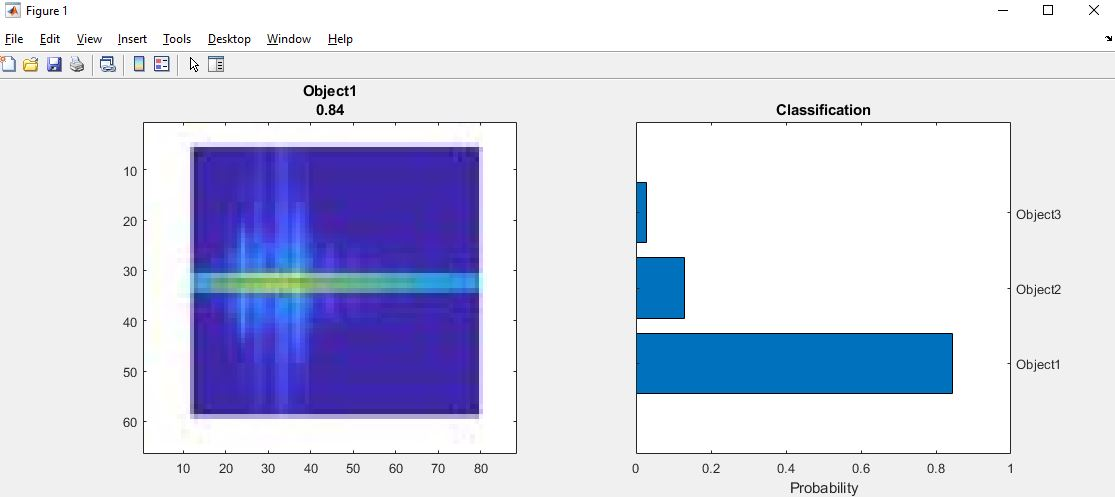 Figure 1
File Edit View Insert Tools Desktop Window Help
Object1
0.84
10
20
30
40
50
60
10 20 30 40 50 60 70 80
Classification
Object3
Object2
Object1
0 0.2 0.4 0.6 0.8 1
Probability